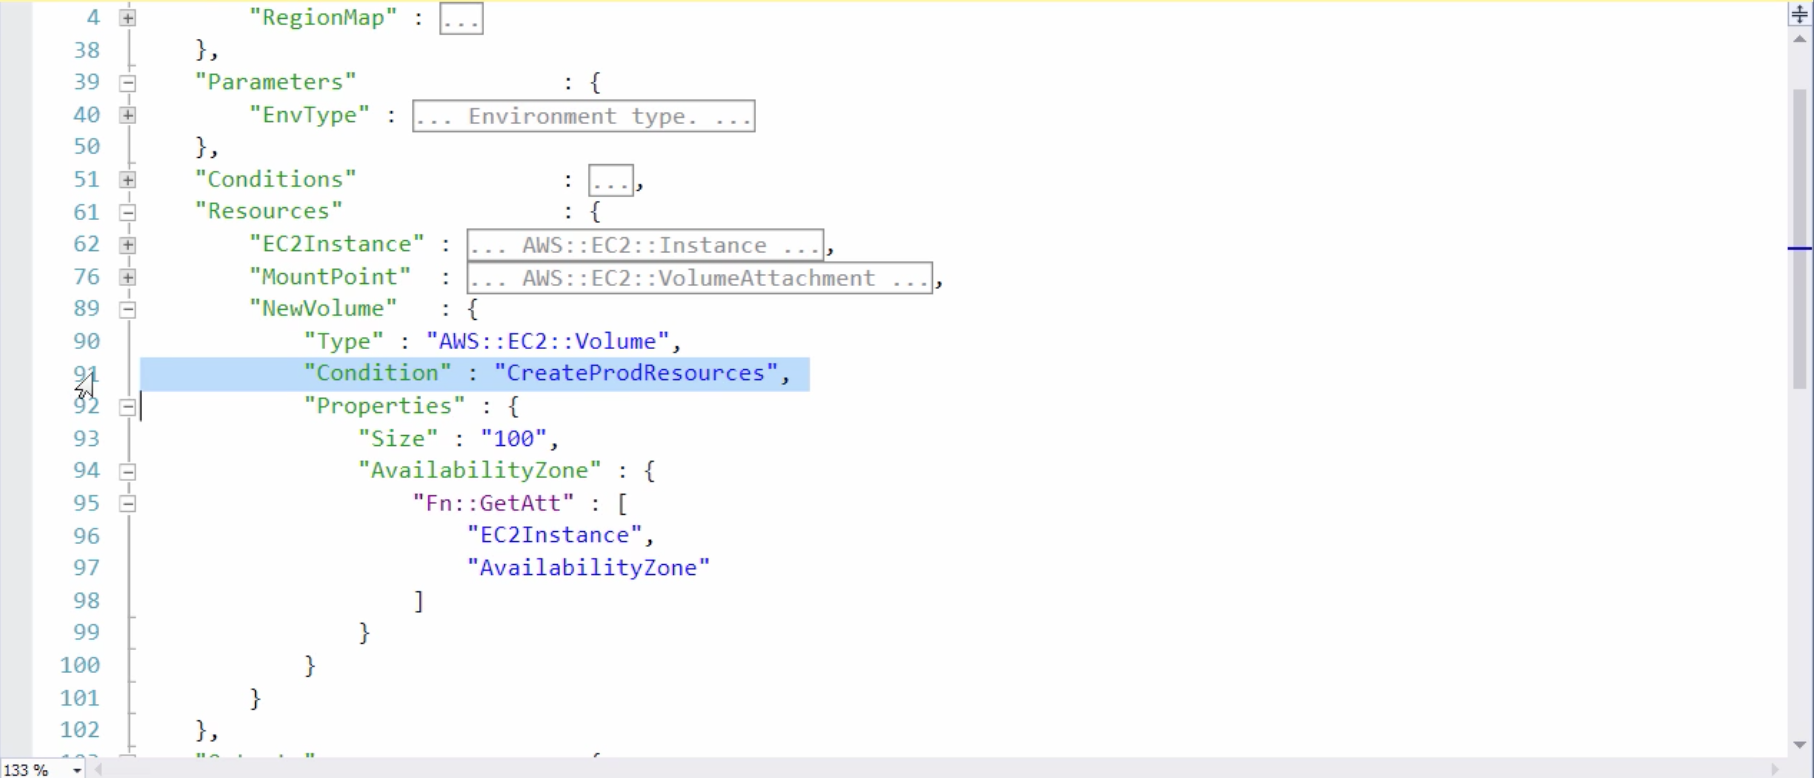 4 "RegionMap" : ...
38 },
39 "Parameters" : {
40 "EnvType" : ... Environment type. ...
50 },
51 "Conditions" : ...,
61 "Resources" : {
62 "EC2Instance" : ... AWS::EC2::Instance ...,
76 "MountPoint" : ... AWS::EC2::VolumeAttachment ...,
89 "NewVolume" : {
90 "Type" : "AWS::EC2::Volume",
91 "Condition" : "CreateProdResources",
92 "Properties" : {
93 "Size" : "100",
94 "AvailabilityZone" : {
95 "Fn::GetAtt" : [
96 "EC2Instance",
97 "AvailabilityZone"
98 ]
99 }
100 }
101 }
102 },
133 %